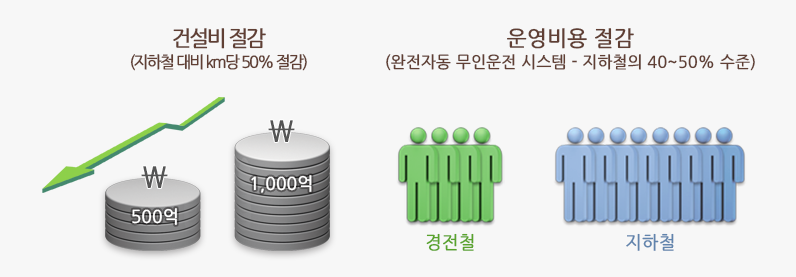 건설비 절감
(지하철 대비 km당 50% 절감)
₩
500억
₩
1,000억
운영비용 절감
(완전자동 무인운전 시스템 - 지하철의 40~50% 수준)
경전철
지하철